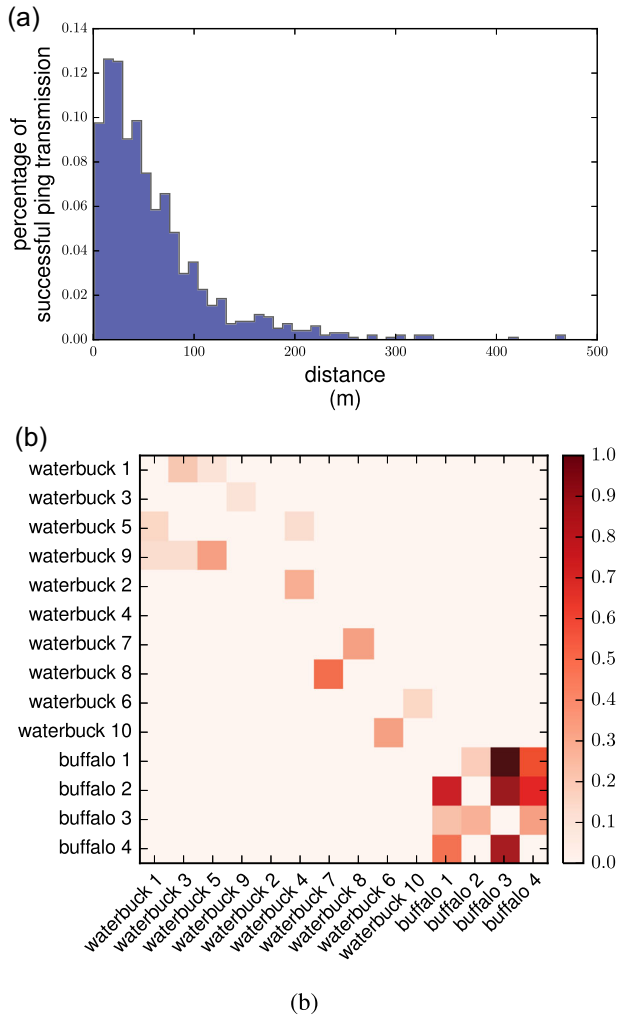 (a)
0.14
0.12
0.10
0.08
0.06
0.04
0.02
0.00
percentage of
successful ping transmission
0 100 200 300 400 500
distance
(m)
(b)
waterbuck 1
waterbuck 3
waterbuck 5
waterbuck 9
waterbuck 2
waterbuck 4
waterbuck 7
waterbuck 8
waterbuck 6
waterbuck 10
buffalo 1
buffalo 2
buffalo 3
buffalo 4
1.0
0.9
0.8
0.7
0.6
0.5
0.4
0.3
0.2
0.1
0.0
waterbuck 1
waterbuck 3
waterbuck 5
waterbuck 9
waterbuck 2
waterbuck 4
waterbuck 7
waterbuck 8
waterbuck 6
waterbuck 10
buffalo 1
buffalo 2
buffalo 3
buffalo 4
(b)